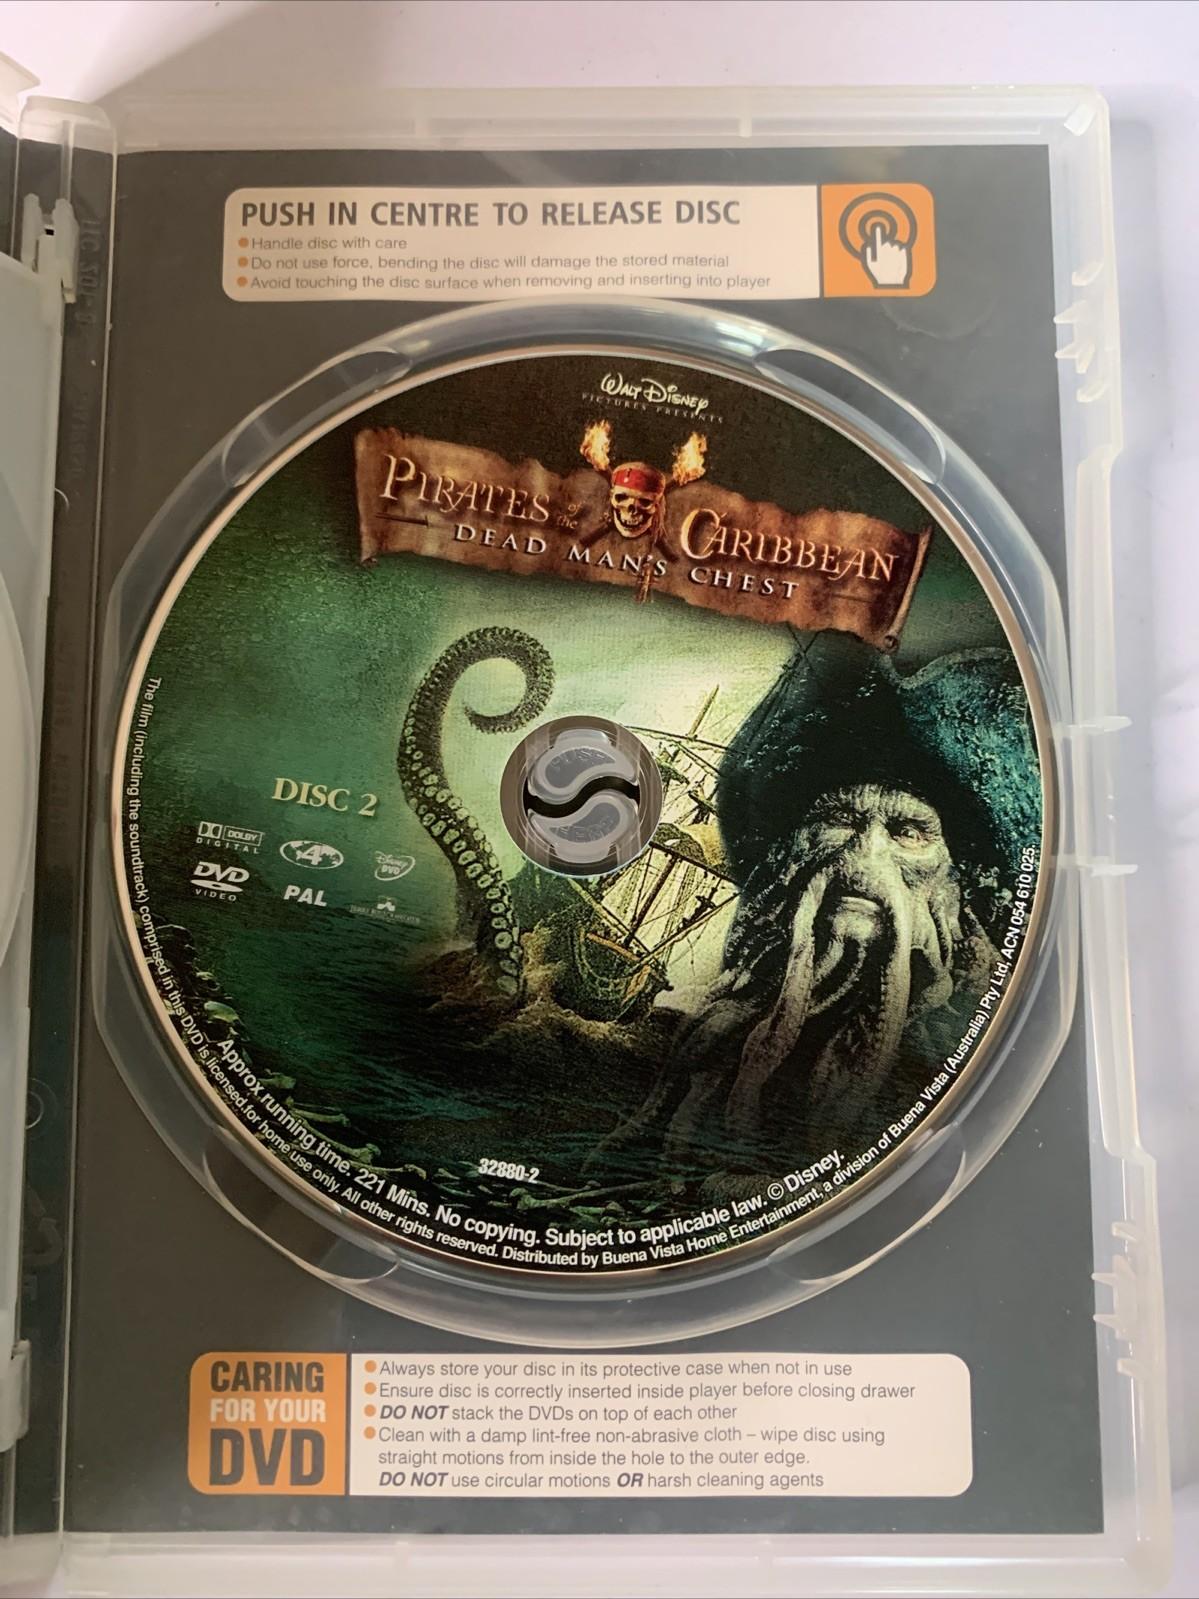 PUSH IN CENTRE TO RELEASE DISC
Handle disc with care
Do not use force, bending the disc will damage the stored material
Avoid touching the disc surface when removing and inserting into player
WALT DISNEY
PICTURES PRESENTS
PIRATES of the CARIBBEAN
DEAD MAN'S CHEST
DISC 2
DOLBY
DIGITAL
4
Disney
DVD
DVD
VIDEO
PAL
32880-2
Approx running time. 221 Mins. No copying. Subject to applicable law. © Disney.
The film (including the soundtrack) comprised in this DVD is licensed for home use only. All other rights reserved. Distributed by Buena Vista Home Entertainment, a division of Buena Vista (Australia) Pty Ltd, ACN 054 610 025.
CARING
FOR YOUR
DVD
Always store your disc in its protective case when not in use
Ensure disc is correctly inserted inside player before closing drawer
DO NOT stack the DVDs on top of each other
Clean with a damp lint-free non-abrasive cloth – wipe disc using
straight motions from inside the hole to the outer edge.
DO NOT use circular motions OR harsh cleaning agents